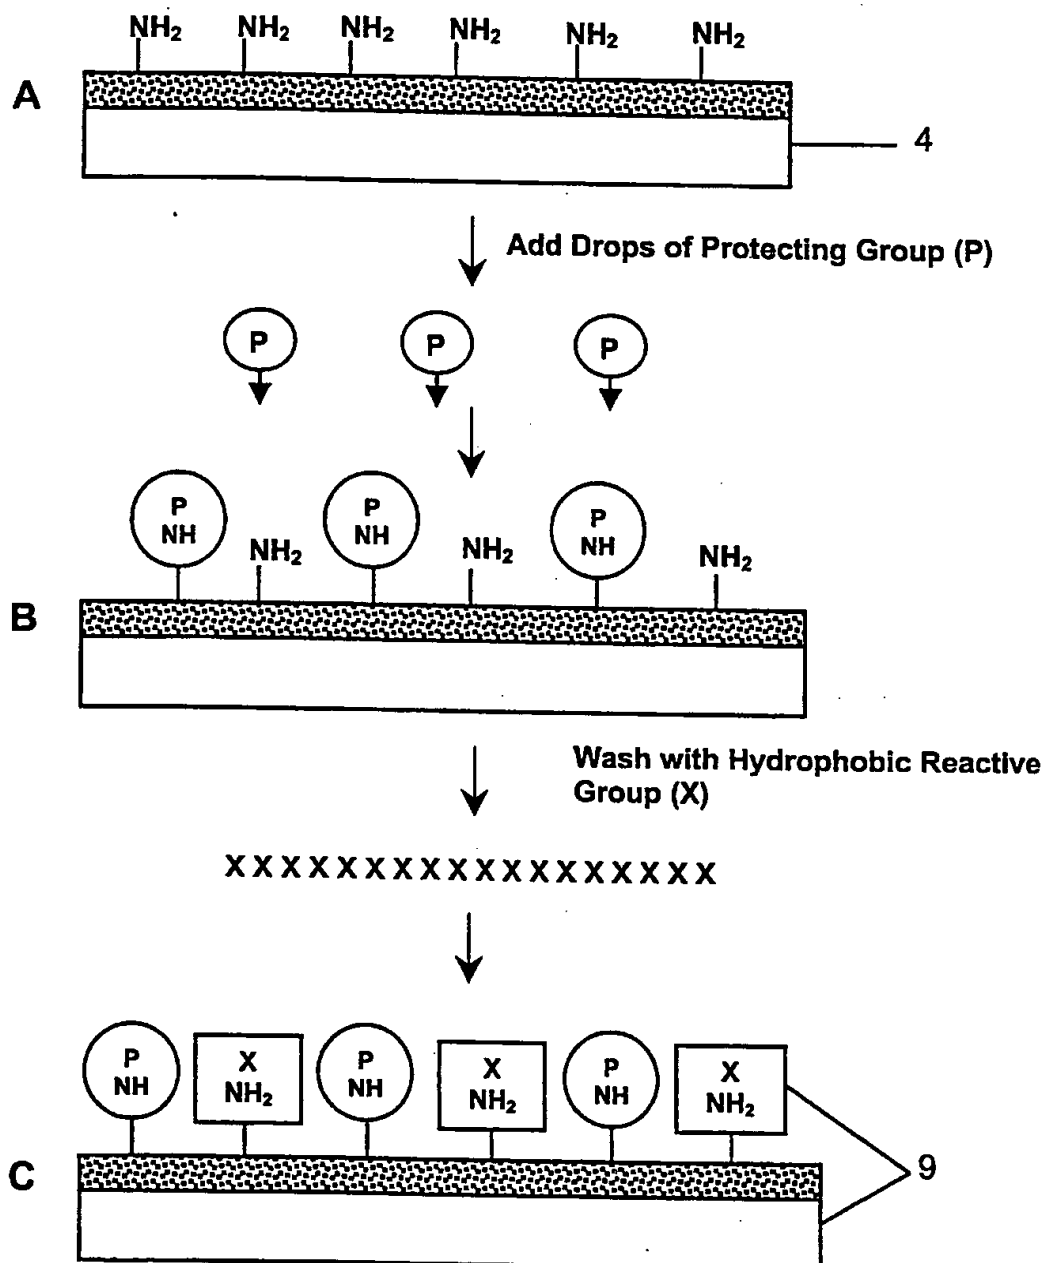 NH₂ NH₂ NH₂ NH₂ NH₂ NH₂
A
4
Add Drops of Protecting Group (P)
P P P
P P P
NH NH NH
NH₂ NH₂ NH₂
B
Wash with Hydrophobic Reactive
Group (X)
X X X X X X X X X X X X X X X X X X
P X P X P X
NH NH₂ NH NH₂ NH NH₂
C
9